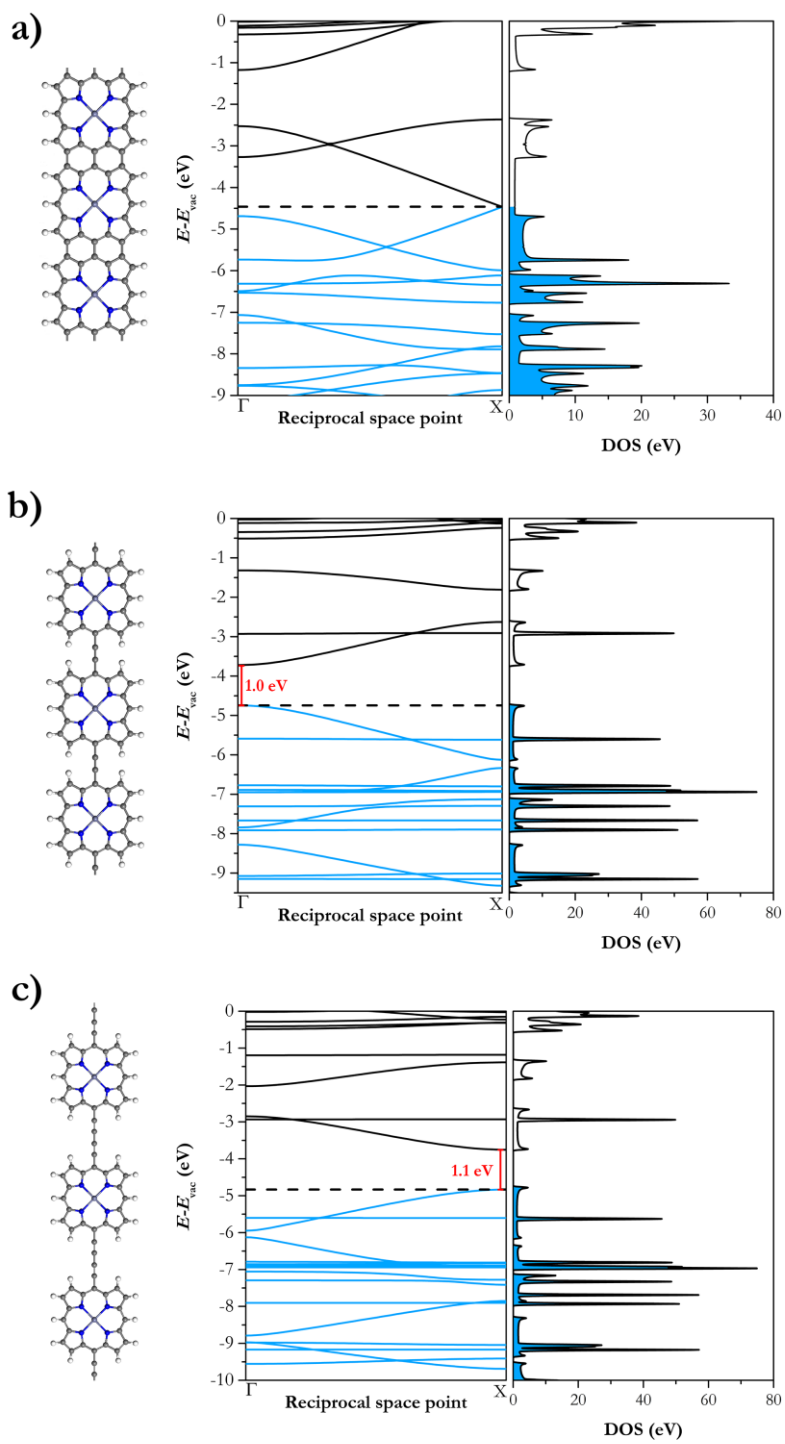 a)
0
-1
-2
-3
-4
-5
-6
-7
-8
-9
E-Evac (eV)
Γ
X
Reciprocal space point
0
10
20
30
40
DOS (eV)
b)
0
-1
-2
-3
-4
-5
-6
-7
-8
-9
E-Evac (eV)
1.0 eV
Γ
X
Reciprocal space point
0
20
40
60
80
DOS (eV)
c)
0
-1
-2
-3
-4
-5
-6
-7
-8
-9
-10
E-Evac (eV)
1.1 eV
Γ
X
Reciprocal space point
0
20
40
60
80
DOS (eV)